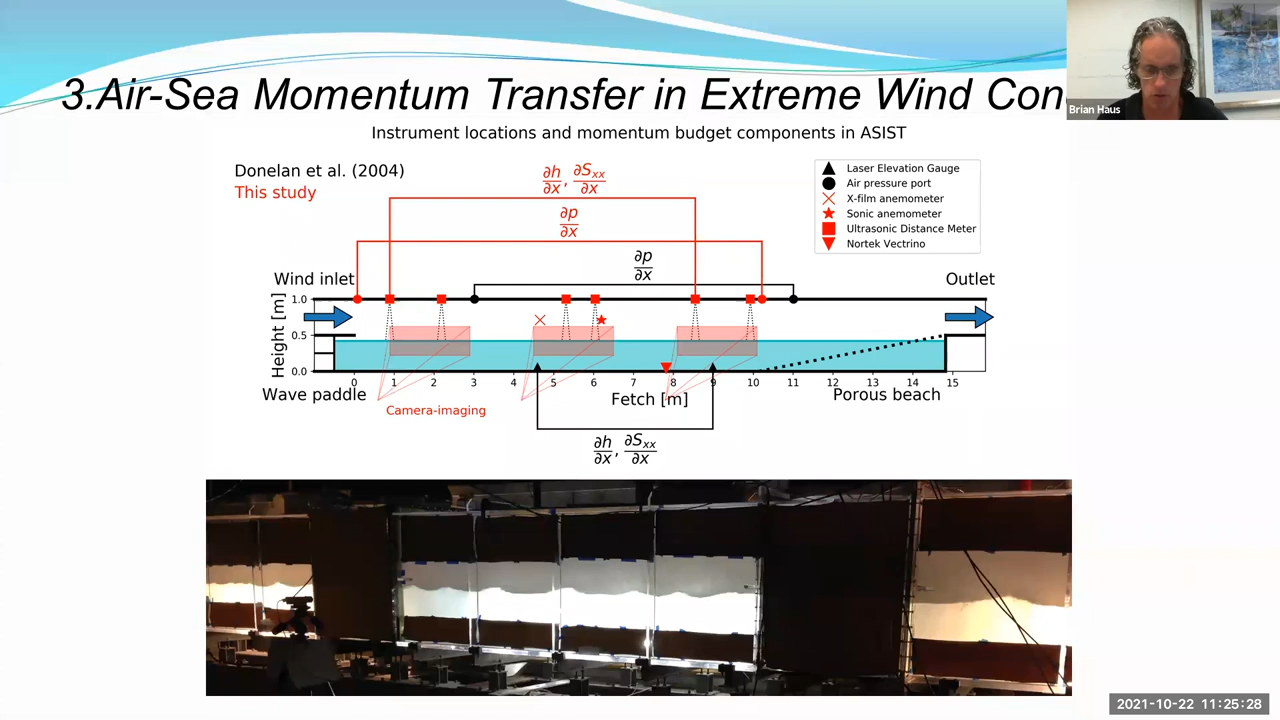 3.Air-Sea Momentum Transfer in Extreme Wind Con
Brian Haus
Instrument locations and momentum budget components in ASIST
Donelan et al. (2004)
This study
∂h/∂x, ∂Sxx/∂x
∂p/∂x
∂p/∂x
Laser Elevation Gauge
Air pressure port
X-film anemometer
Sonic anemometer
Ultrasonic Distance Meter
Nortek Vectrino
Wind inlet
Outlet
Height [m]
1.0
0.5
0.0
0 1 2 3 4 5 6 7 8 9 10 11 12 13 14 15
Wave paddle
Fetch [m]
Porous beach
Camera-imaging
∂h/∂x, ∂Sxx/∂x
2021-10-22 11:25:28